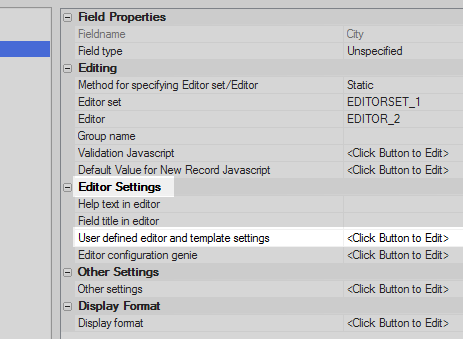 Field Properties
Fieldname City
Field type Unspecified
Editing
Method for specifying Editor set/Editor Static
Editor set EDITORSET_1
Editor EDITOR_2
Group name
Validation Javascript <Click Button to Edit>
Default Value for New Record Javascript <Click Button to Edit>
Editor Settings
Help text in editor
Field title in editor
User defined editor and template settings <Click Button to Edit>
Editor configuration genie <Click Button to Edit>
Other Settings
Other settings <Click Button to Edit>
Display Format
Display format <Click Button to Edit>